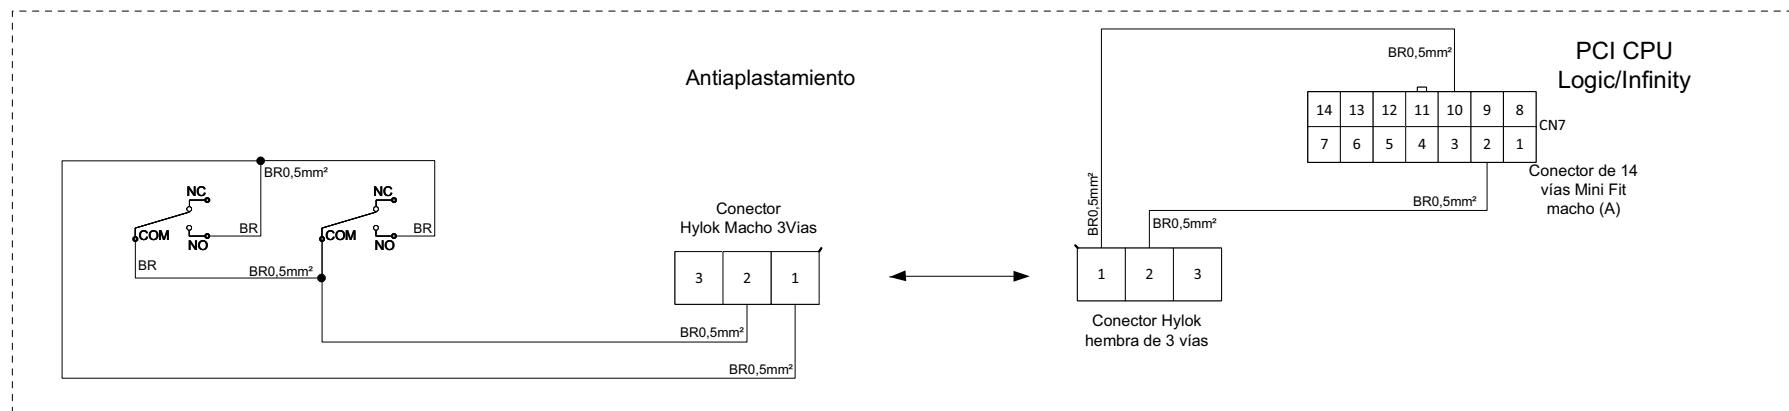 Antiaplastamiento
PCI CPU
Logic/Infinity
BR0,5mm²
14 13 12 11 10 9 8
7 6 5 4 3 2 1
CN7
Conector de 14
vías Mini Fit
macho (A)
BR0,5mm²
BR0,5mm²
BR0,5mm²
1 2 3
Conector Hylok
hembra de 3 vías
BR0,5mm²
NC
COM
NO
BR
BR
NC
COM
NO
BR
BR0,5mm²
Conector
Hylok Macho 3Vias
3 2 1
BR0,5mm²
BR0,5mm²